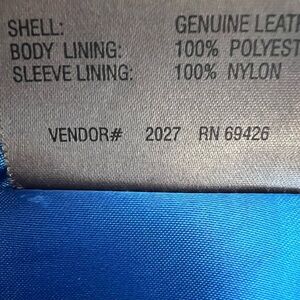 SHELL: GENUINE LEATH
BODY LINING: 100% POLYEST
SLEEVE LINING: 100% NYLON
VENDOR# 2027 RN 69426